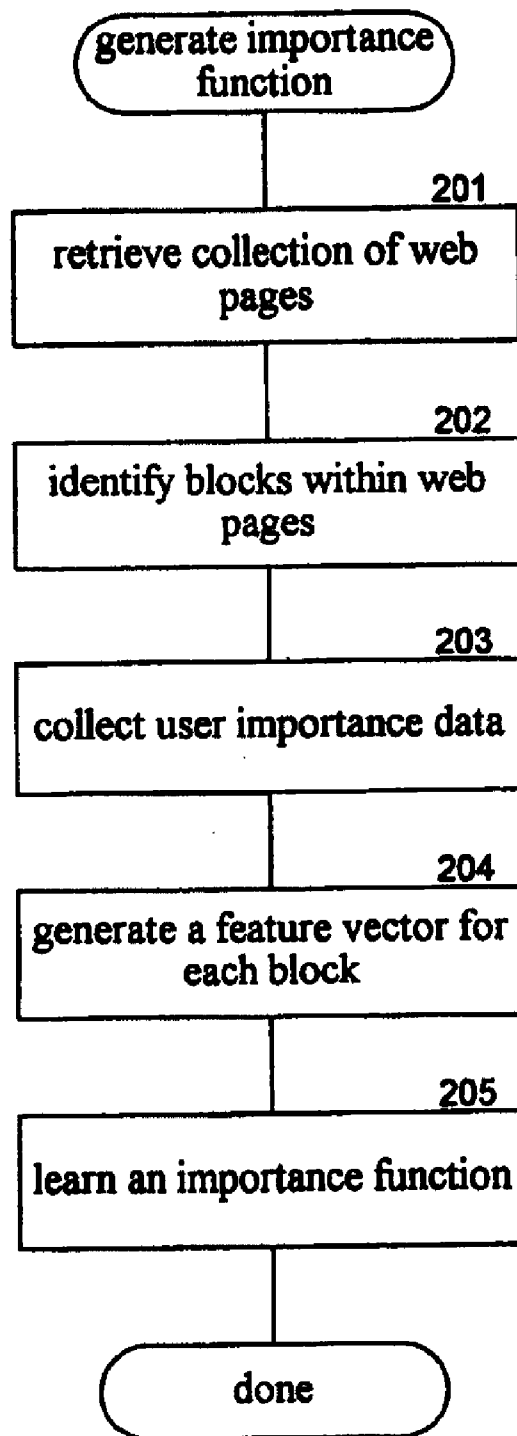 generate importance
function
201
retrieve collection of web
pages
202
identify blocks within web
pages
203
collect user importance data
204
generate a feature vector for
each block
205
learn an importance function
done